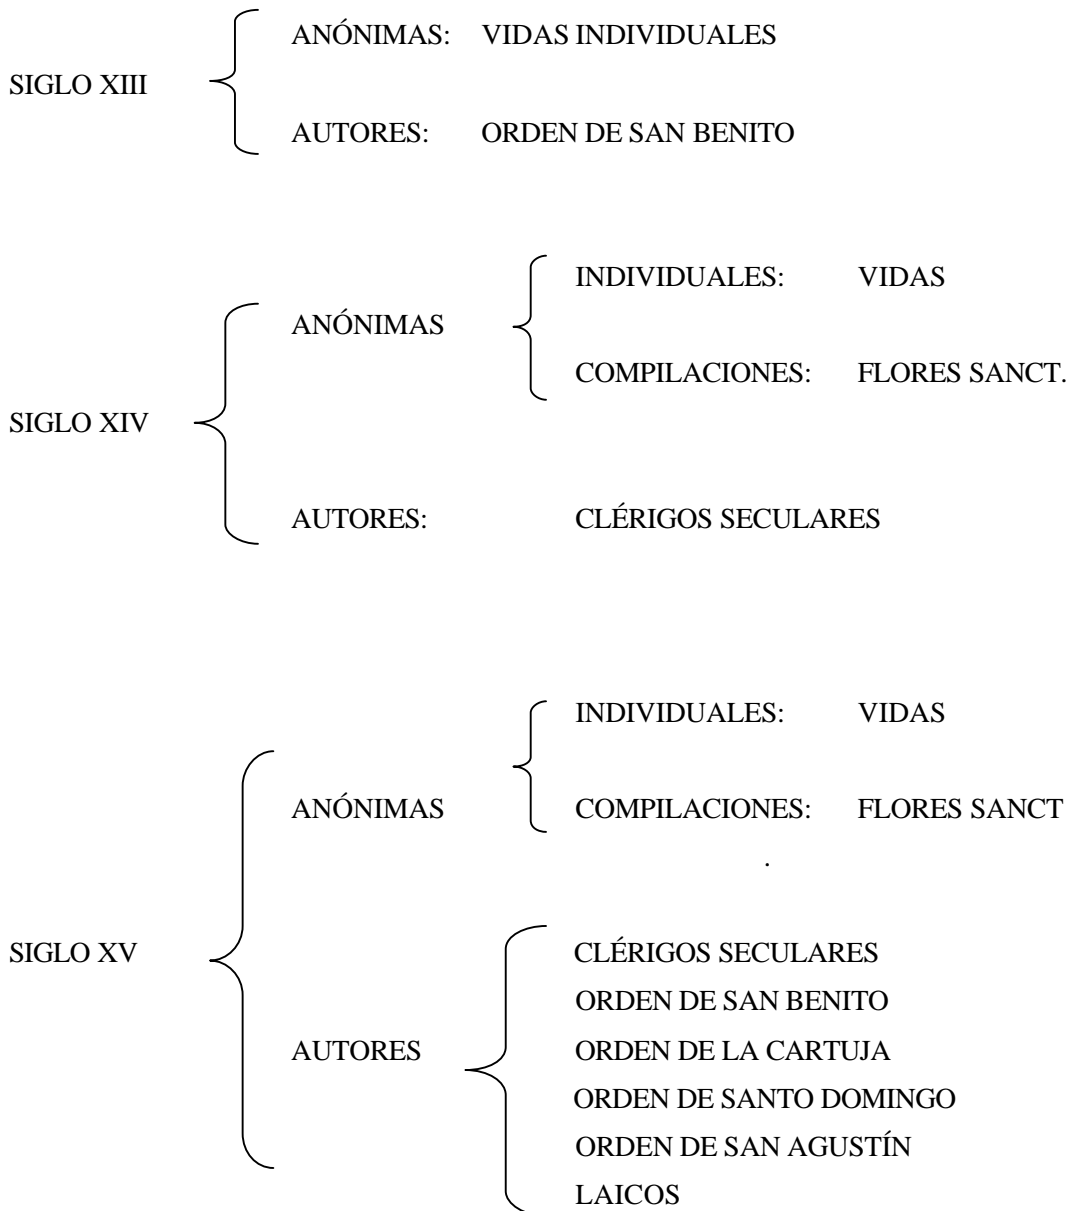 ANÓNIMAS: VIDAS INDIVIDUALES
SIGLO XIII
AUTORES: ORDEN DE SAN BENITO
INDIVIDUALES: VIDAS
ANÓNIMAS
COMPILACIONES: FLORES SANCT.
SIGLO XIV
AUTORES: CLÉRIGOS SECULARES
INDIVIDUALES: VIDAS
ANÓNIMAS
COMPILACIONES: FLORES SANCT
.
SIGLO XV
CLÉRIGOS SECULARES
ORDEN DE SAN BENITO
AUTORES
ORDEN DE LA CARTUJA
ORDEN DE SANTO DOMINGO
ORDEN DE SAN AGUSTÍN
LAICOS